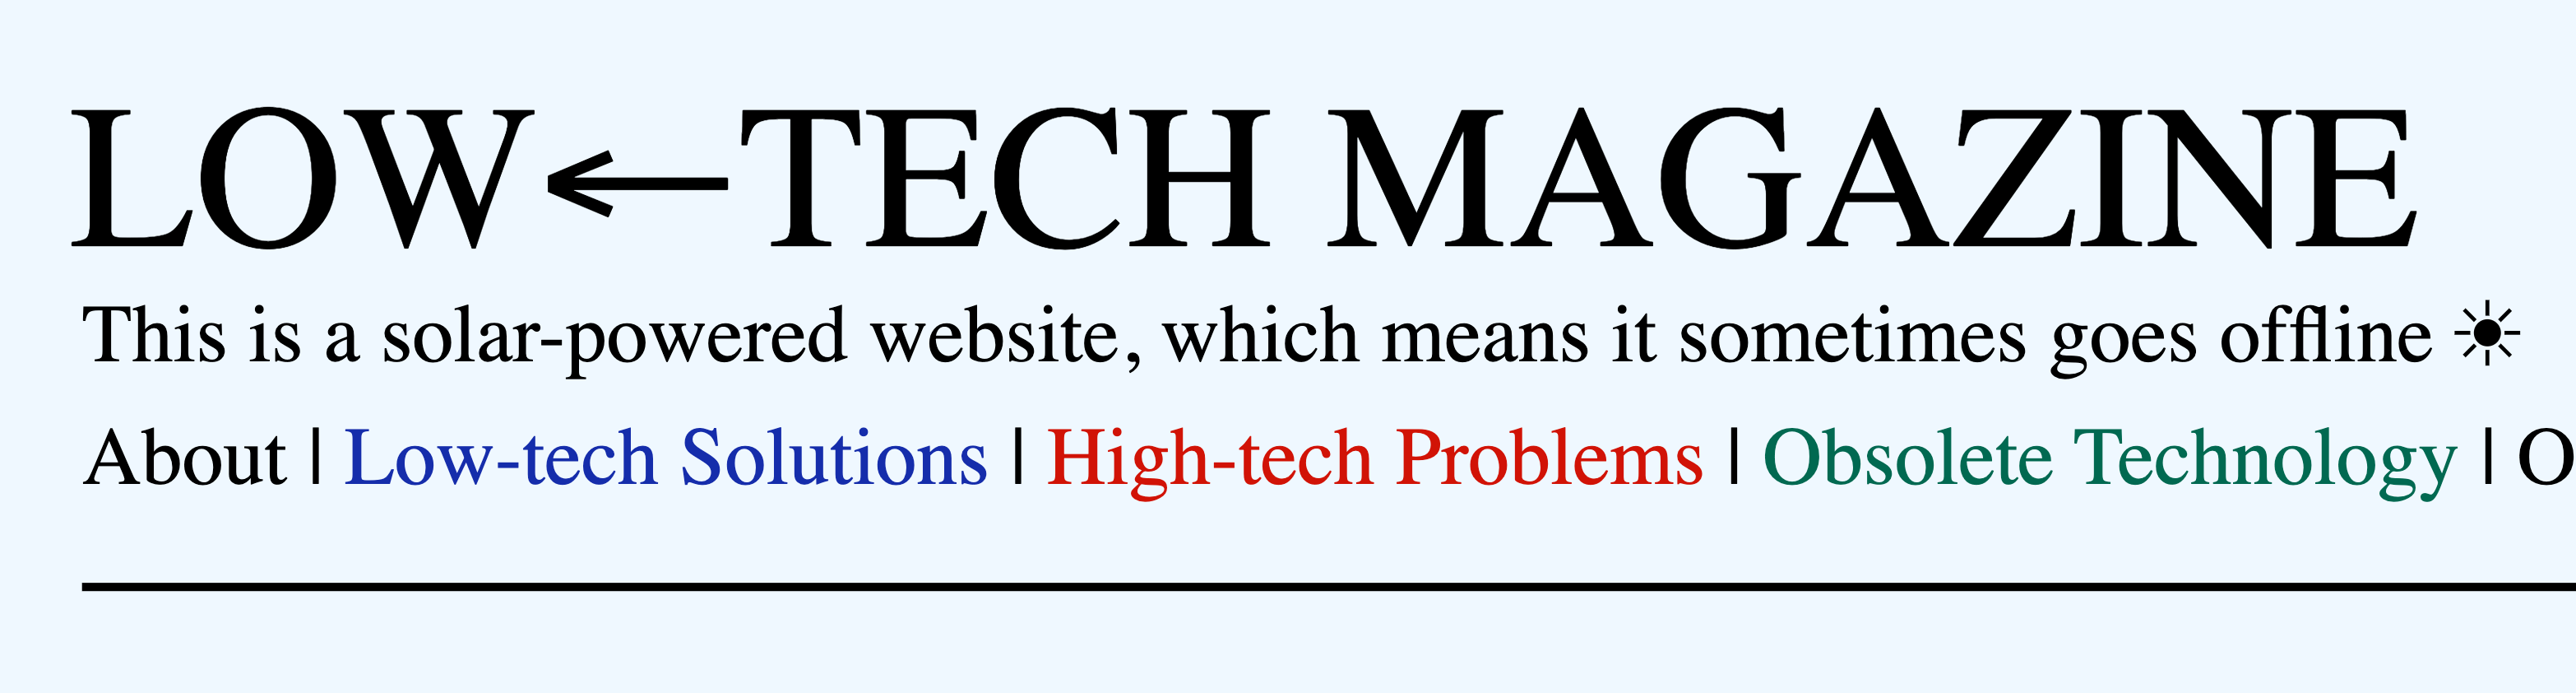 LOW←TECH MAGAZINE
This is a solar-powered website, which means it sometimes goes offline ☀
About | Low-tech Solutions | High-tech Problems | Obsolete Technology | O